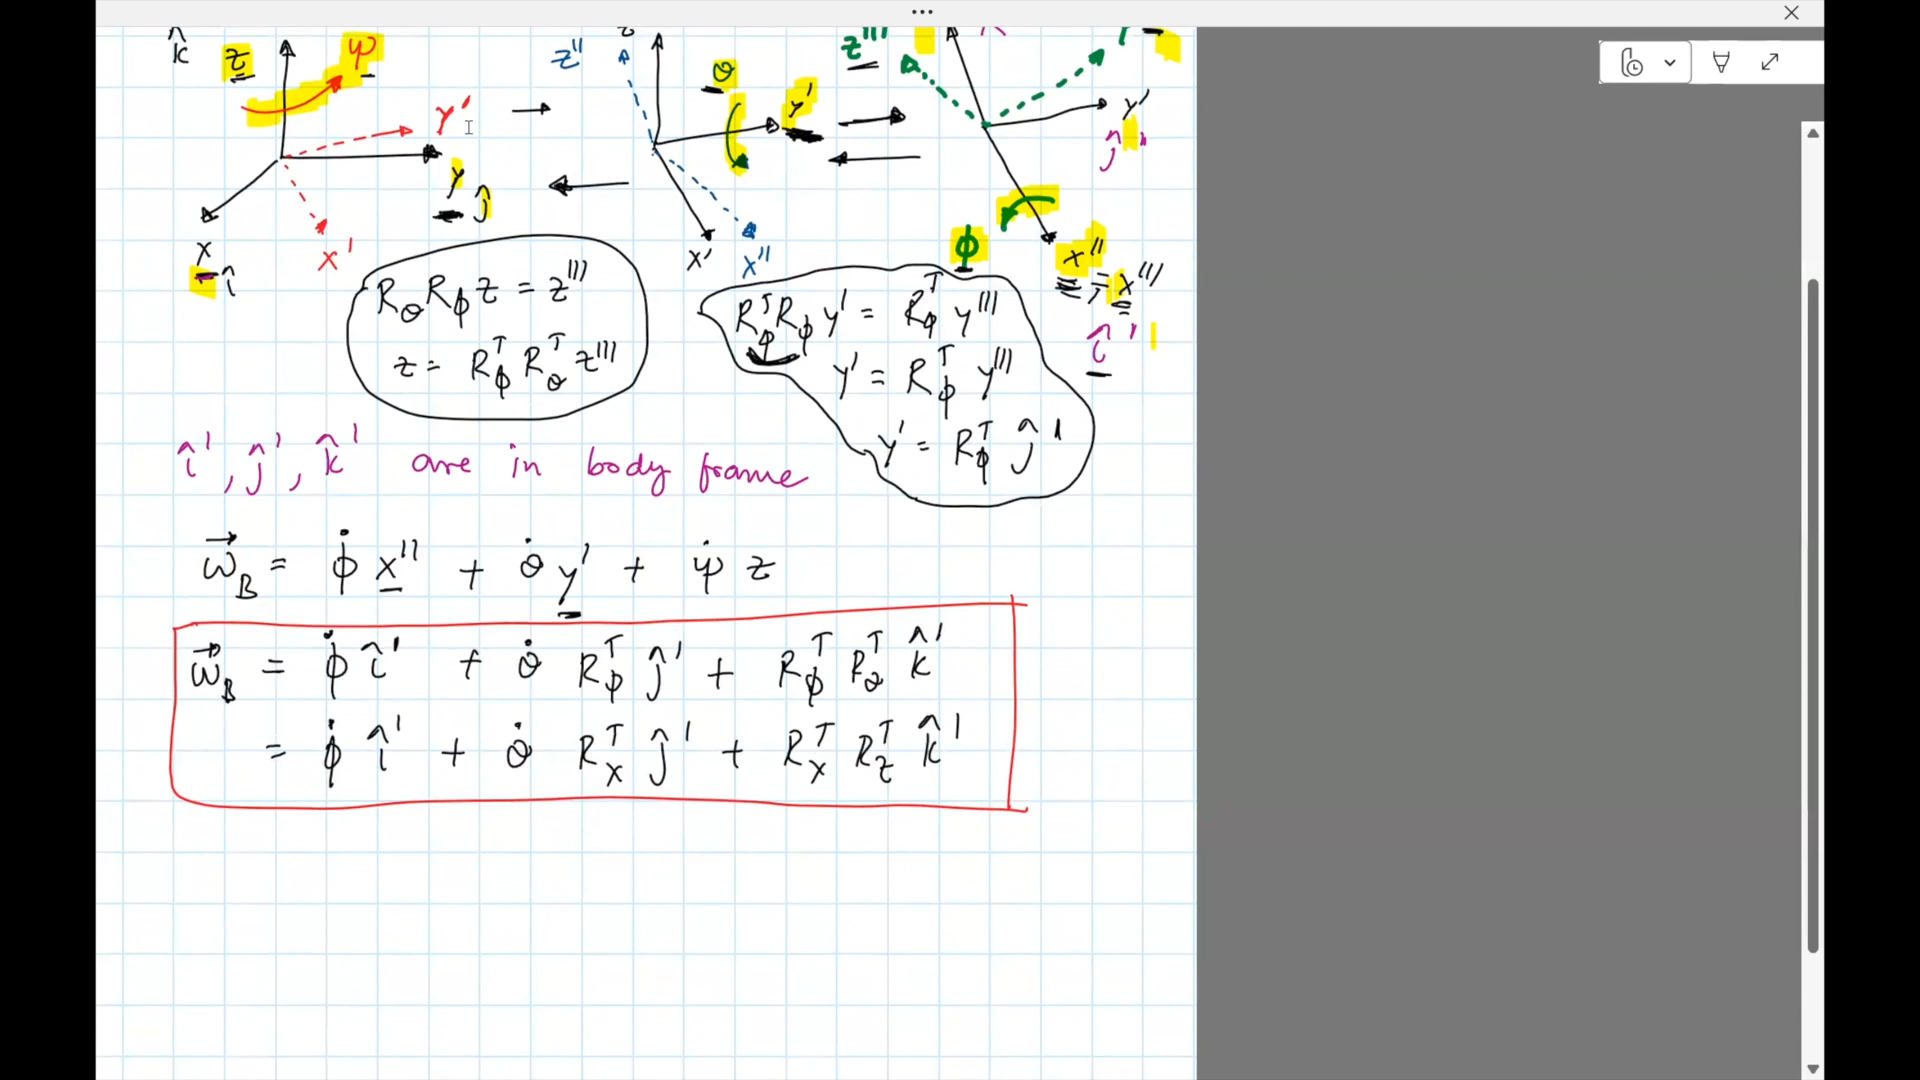 k̂ z ψ
z'' θ y'
z'''
Y' y' ĵ'
y ĵ
x î x' x' x'' ϕ x'' = x''' î'
R_θ R_ϕ z = z'''
z = R_ϕ^T R_θ^T z'''
R_ϕ^T R_ϕ y' = R_ϕ^T y'''
y' = R_ϕ^T y'''
y' = R_ϕ^T ĵ'
î', ĵ', k̂' are in body frame
ω⃗_B = ϕ̇ x'' + θ̇ y' + ψ̇ z
ω⃗_B = ϕ̇ î' + θ̇ R_ϕ^T ĵ' + R_ϕ^T R_θ^T k̂'
= ϕ̇ î' + θ̇ R_x^T ĵ' + R_x^T R_z^T k̂'